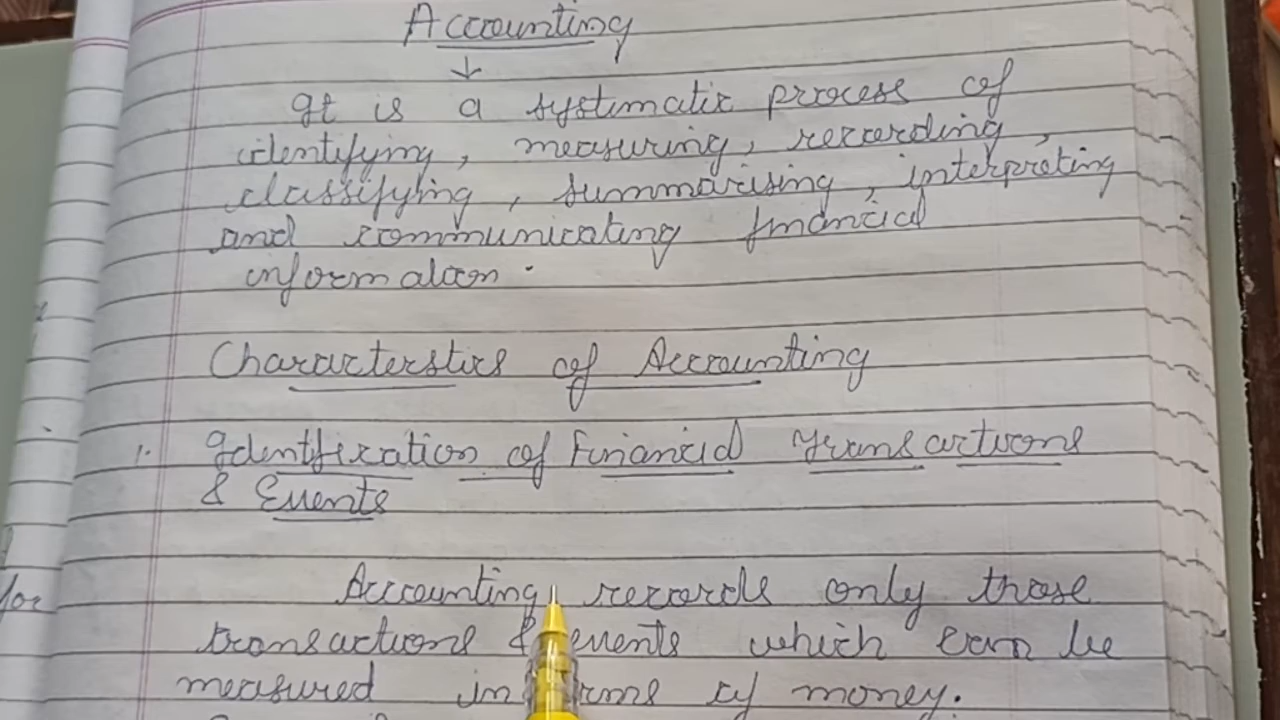 Accounting
↓
It is a systematic process of
identifying, measuring, recording,
classifying, summarising, interpreting
and communicating financial
information.
Characterstics of Accounting
1. Identification of Financial Transactions
& Events
Accounting records only those
transactions & events which can be
measured in terms of money.
for